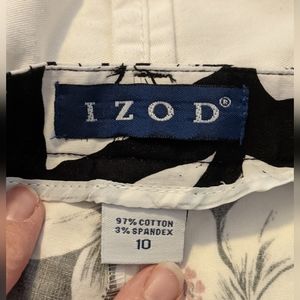 IZOD®
97% COTTON
3% SPANDEX
10